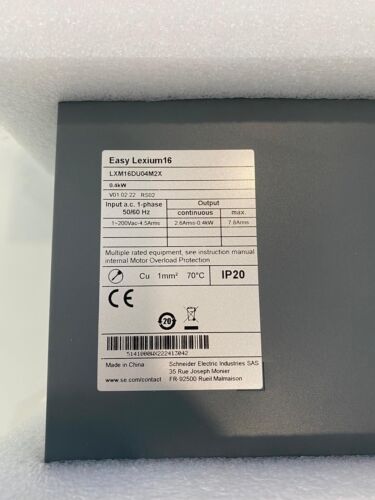 Easy Lexium16
LXM16DU04M2X
0.4kW
V01.02.22 RS02
Input a.c. 1-phase Output
50/60 Hz continuous max.
1~200Vac-4.5Arms 2.6Arms-0.4kW 7.8Arms
Multiple rated equipment, see instruction manual
internal Motor Overload Protection
Cu 1mm² 70°C IP20
CE
20
Made in China Schneider Electric Industries SAS
35 Rue Joseph Monier
www.se.com/contact FR-92500 Rueil Malmaison